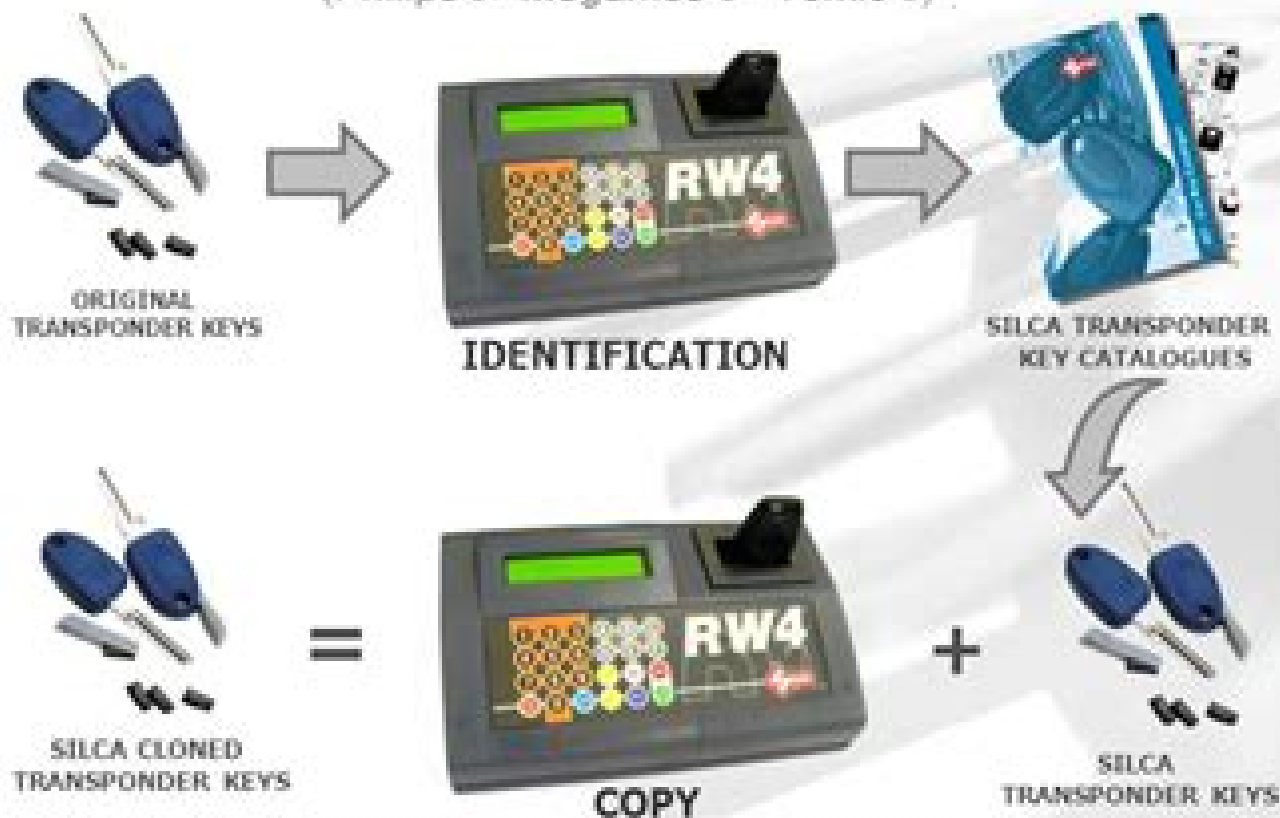 RW4
ORIGINAL
TRANSPONDER KEYS
IDENTIFICATION
SILCA TRANSPONDER
KEY CATALOGUES
RW4
=
+
SILCA CLONED
TRANSPONDER KEYS
COPY
SILCA
TRANSPONDER KEYS